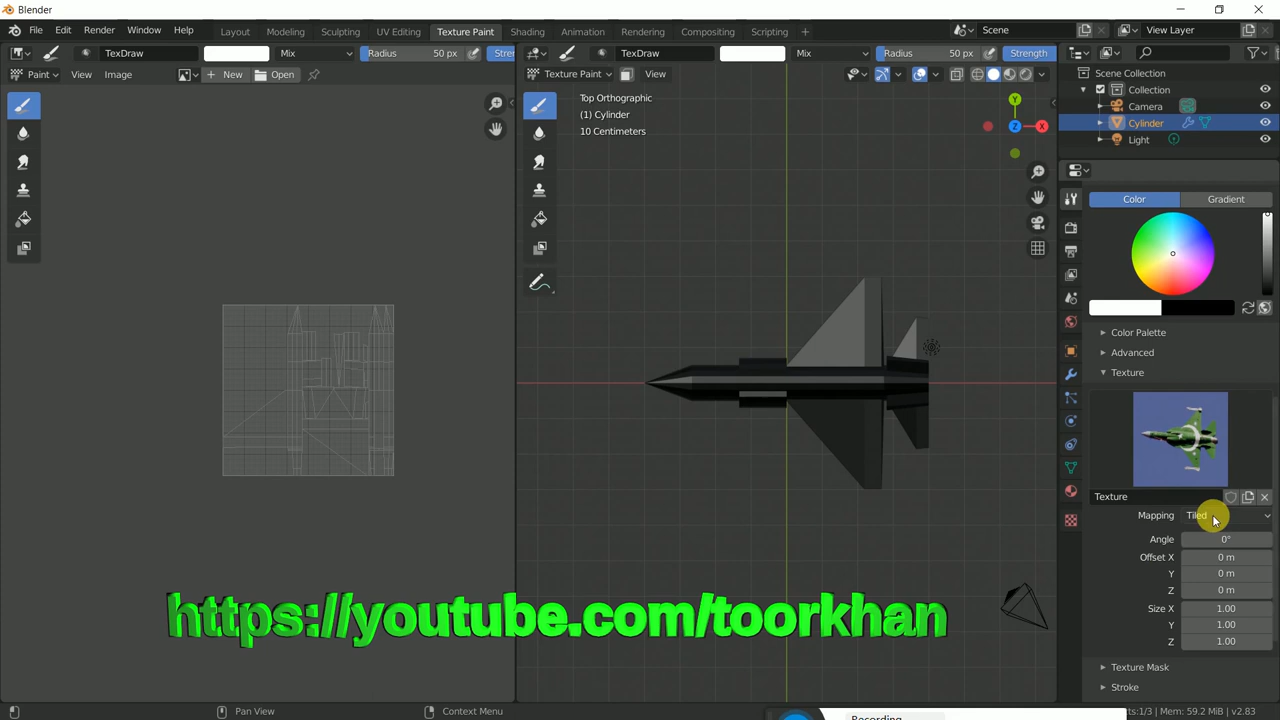 Blender
File Edit Render Window Help Layout Modeling Sculpting UV Editing Texture Paint Shading Animation Rendering Compositing Scripting + Scene View Layer
TexDraw Mix Radius 50 px Stren
TexDraw Mix Radius 50 px Strength
Paint View Image New Open
Texture Paint View
Top Orthographic
(1) Cylinder
10 Centimeters
Y
Z
X
Scene Collection
Collection
Camera
Cylinder
Light
Color Gradient
Color Palette
Advanced
Texture
Texture
Mapping Tiled
Angle 0°
Offset X 0 m
Y 0 m
Z 0 m
Size X 1.00
Y 1.00
Z 1.00
Texture Mask
Stroke
https://youtube.com/toorkhan
Pan View
Context Menu
Recording
cts:1/3 | Mem: 59.2 MiB | v2.83